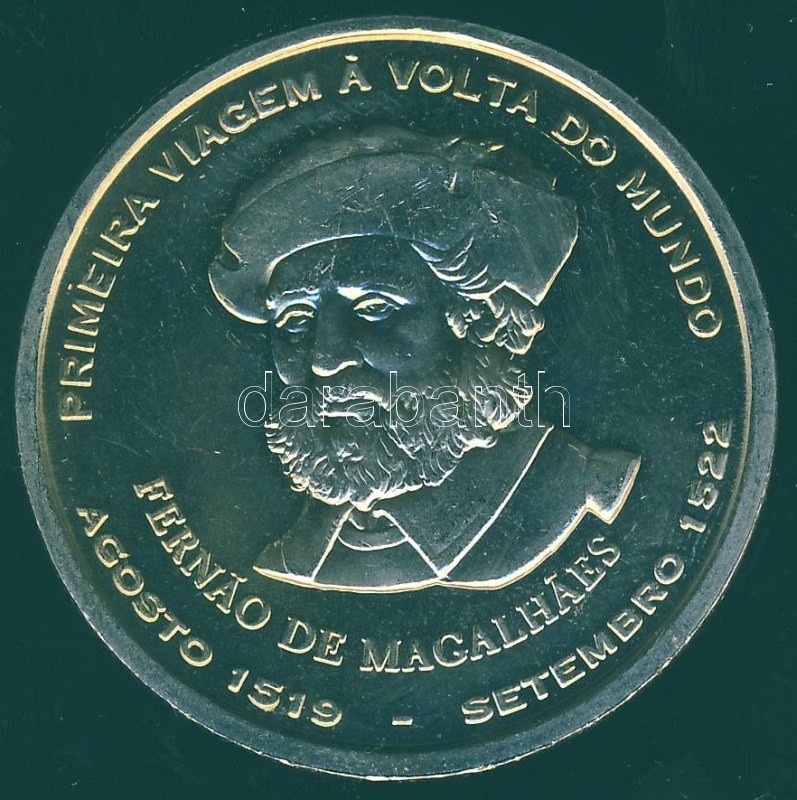 PRIMEIRA VIAGEM À VOLTA DO MUNDO
darabanth
FERNÃO DE MAGALHÃES
AGOSTO 1519 - SETEMBRO 1522